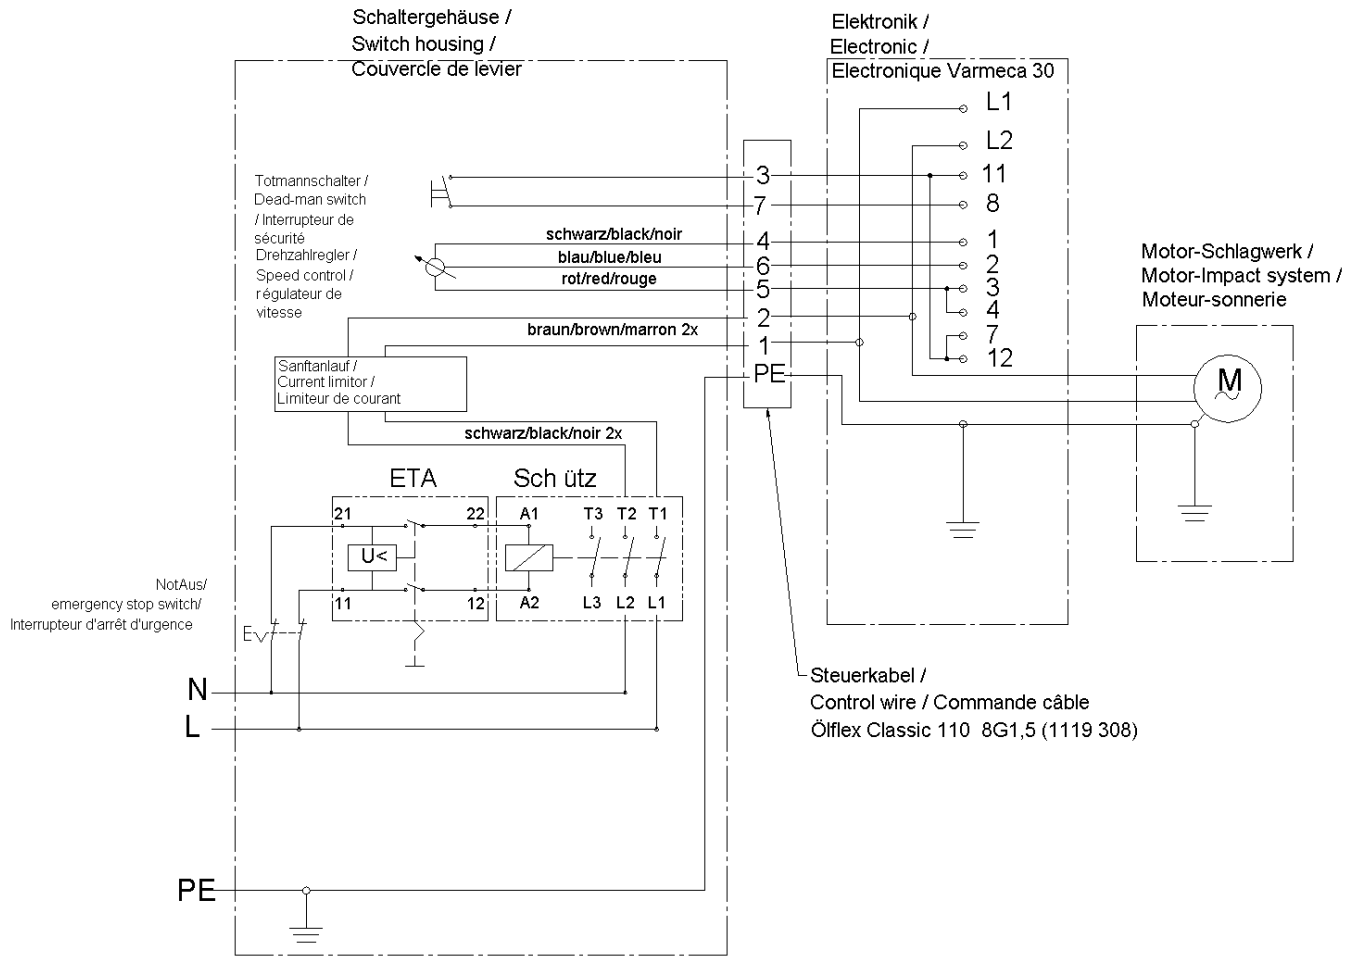 Schaltergehäuse /
Switch housing /
Couvercle de levier
Elektronik /
Electronic /
Electronique Varmeca 30
L1
L2
11
8
1
2
3
4
7
12
3
7
4
6
5
2
1
PE
Totmannschalter /
Dead-man switch
/ Interrupteur de
sécurité
Drehzahlregler /
Speed control /
régulateur de
vitesse
schwarz/black/noir
blau/blue/bleu
rot/red/rouge
braun/brown/marron 2x
Motor-Schlagwerk /
Motor-Impact system /
Moteur-sonnerie
M
Sanftanlauf /
Current limitor /
Limiteur de courant
schwarz/black/noir 2x
ETA
Sch ütz
21
22
A1
T3
T2
T1
U<
11
12
A2
L3
L2
L1
NotAus/
emergency stop switch/
Interrupteur d'arrêt d'urgence
N
L
PE
Steuerkabel /
Control wire / Commande câble
Ölflex Classic 110 8G1,5 (1119 308)